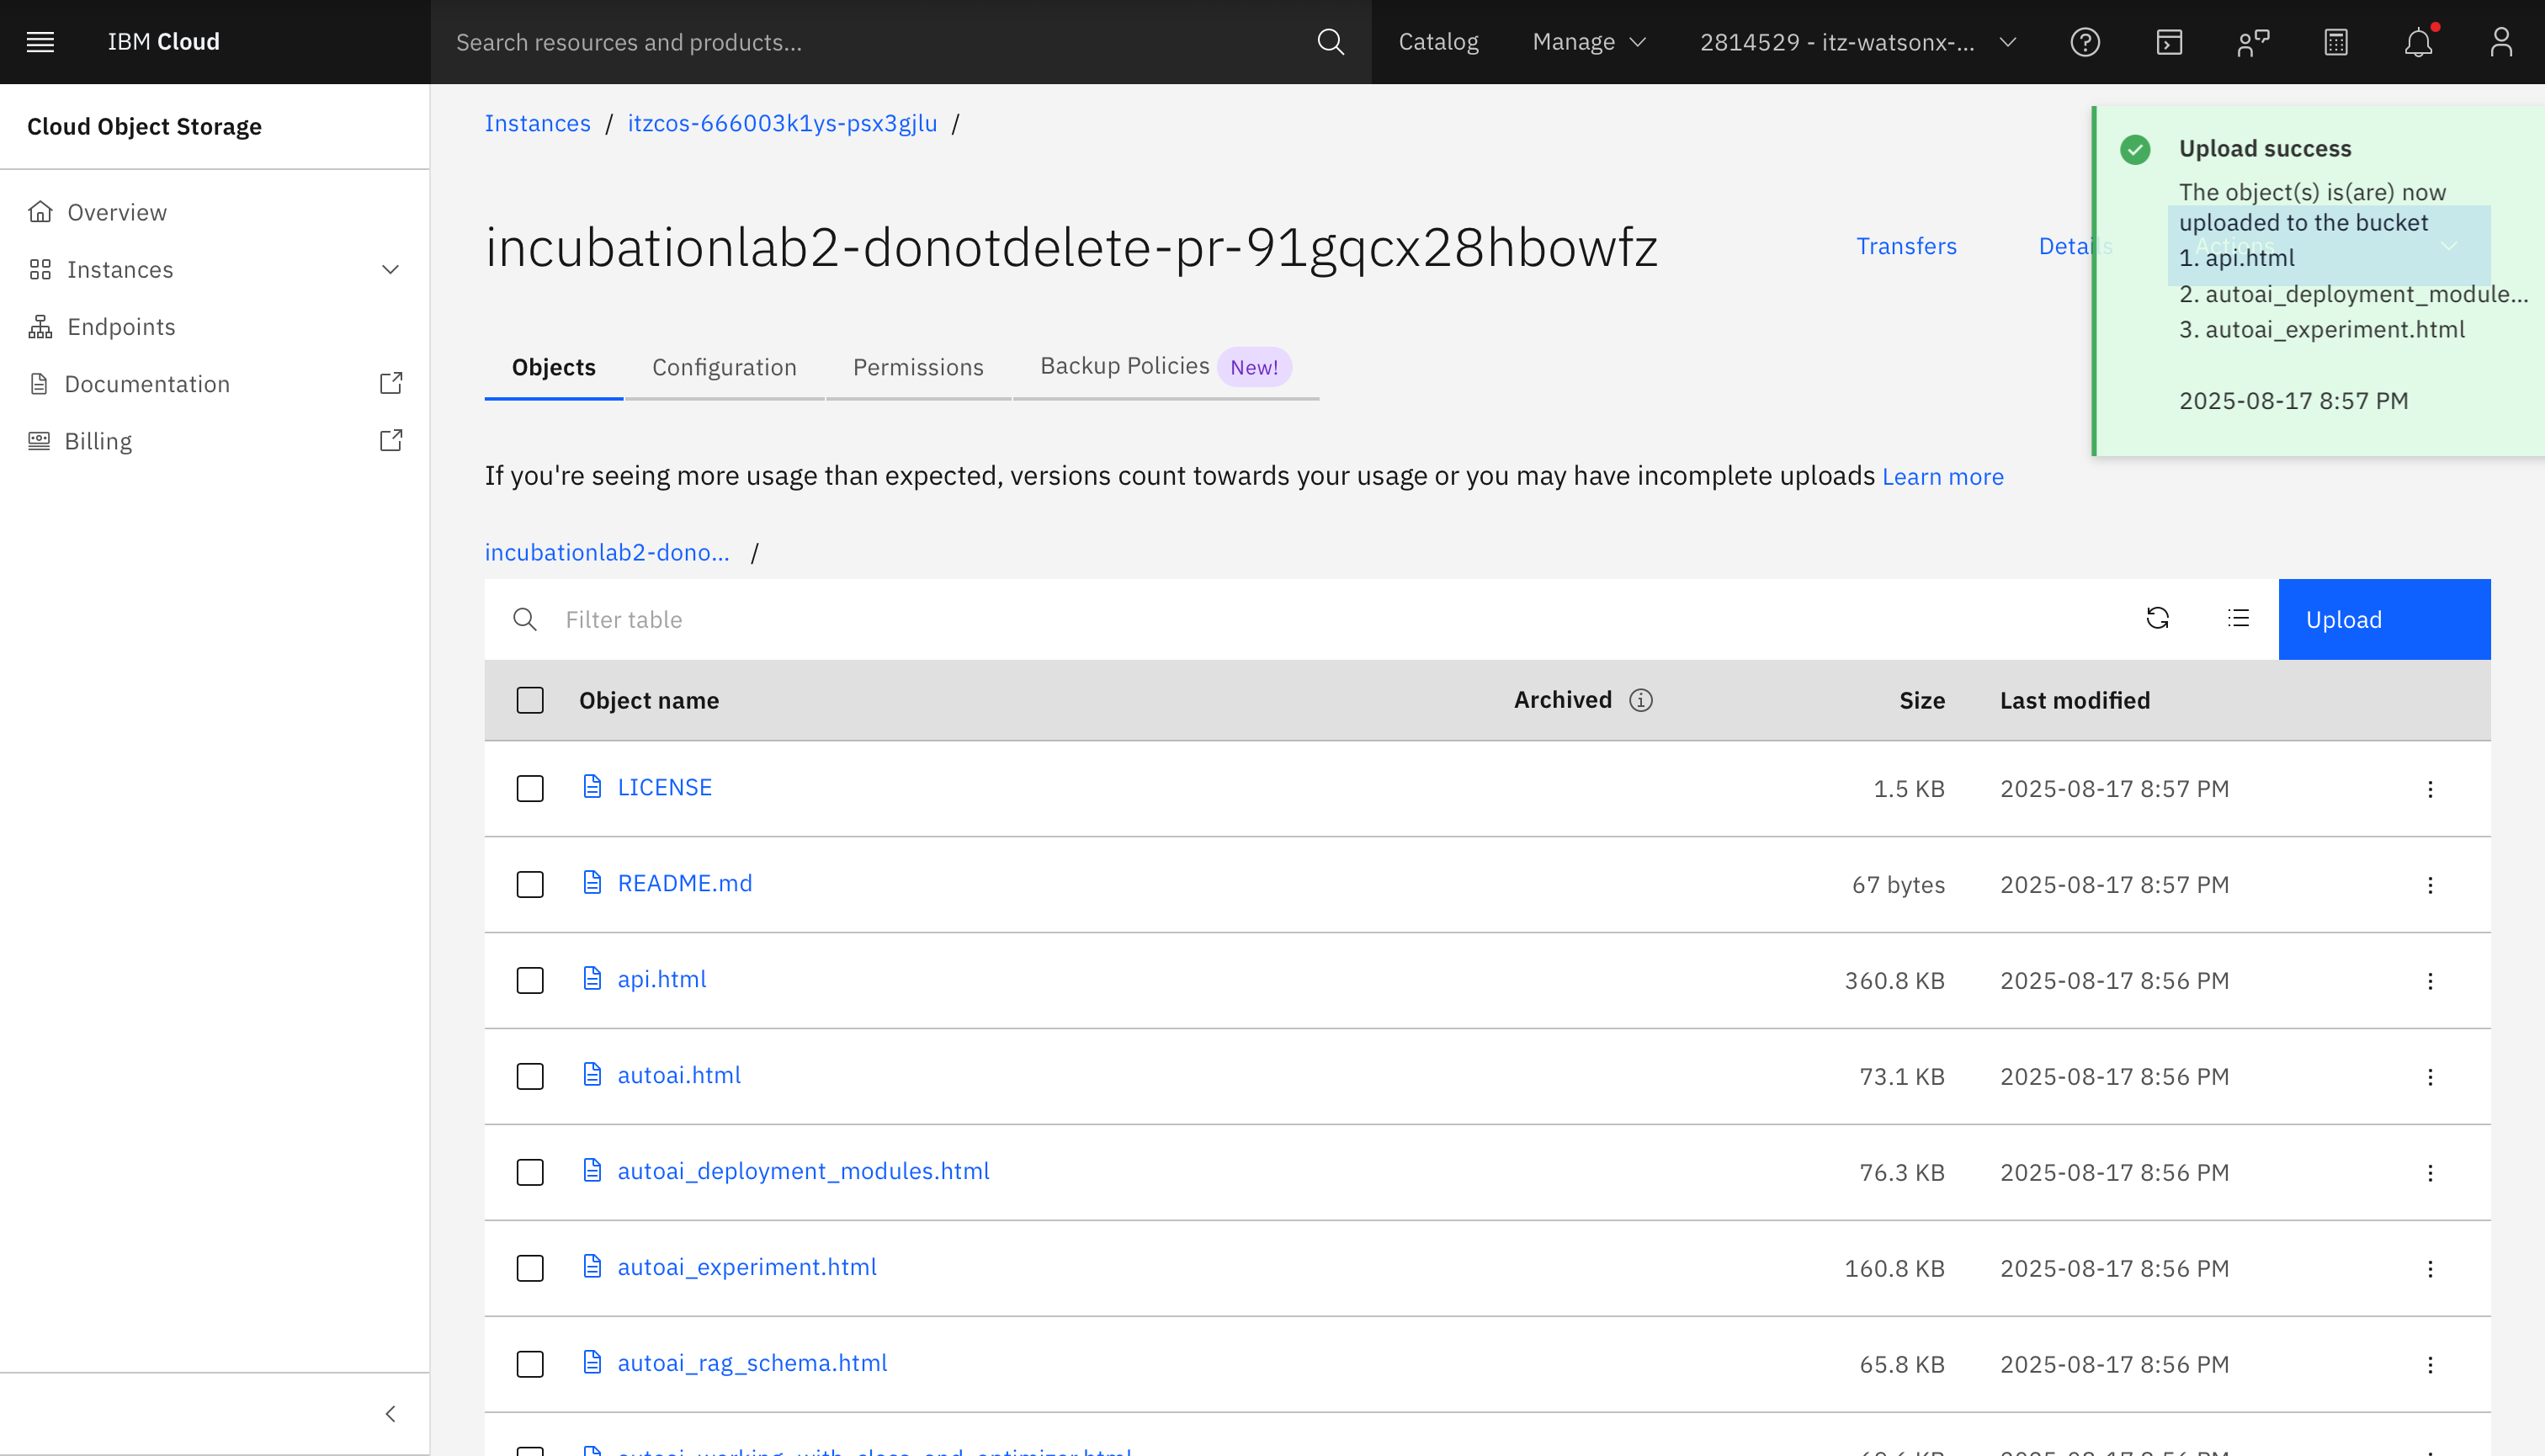 IBM Cloud
Search resources and products...
Catalog
Manage
2814529 - itz-watsonx-...
Cloud Object Storage
Overview
Instances
Endpoints
Documentation
Billing
Instances / itzcos-666003k1ys-psx3gjlu /
incubationlab2-donotdelete-pr-91gqcx28hbowfz
Transfers
Details
Actions
Upload success
The object(s) is(are) now
uploaded to the bucket
1. api.html
2. autoai_deployment_module...
3. autoai_experiment.html
2025-08-17 8:57 PM
Objects
Configuration
Permissions
Backup Policies New!
If you're seeing more usage than expected, versions count towards your usage or you may have incomplete uploads Learn more
incubationlab2-dono... /
Filter table
Upload
Object name Archived Size Last modified
LICENSE 1.5 KB 2025-08-17 8:57 PM
README.md 67 bytes 2025-08-17 8:57 PM
api.html 360.8 KB 2025-08-17 8:56 PM
autoai.html 73.1 KB 2025-08-17 8:56 PM
autoai_deployment_modules.html 76.3 KB 2025-08-17 8:56 PM
autoai_experiment.html 160.8 KB 2025-08-17 8:56 PM
autoai_rag_schema.html 65.8 KB 2025-08-17 8:56 PM